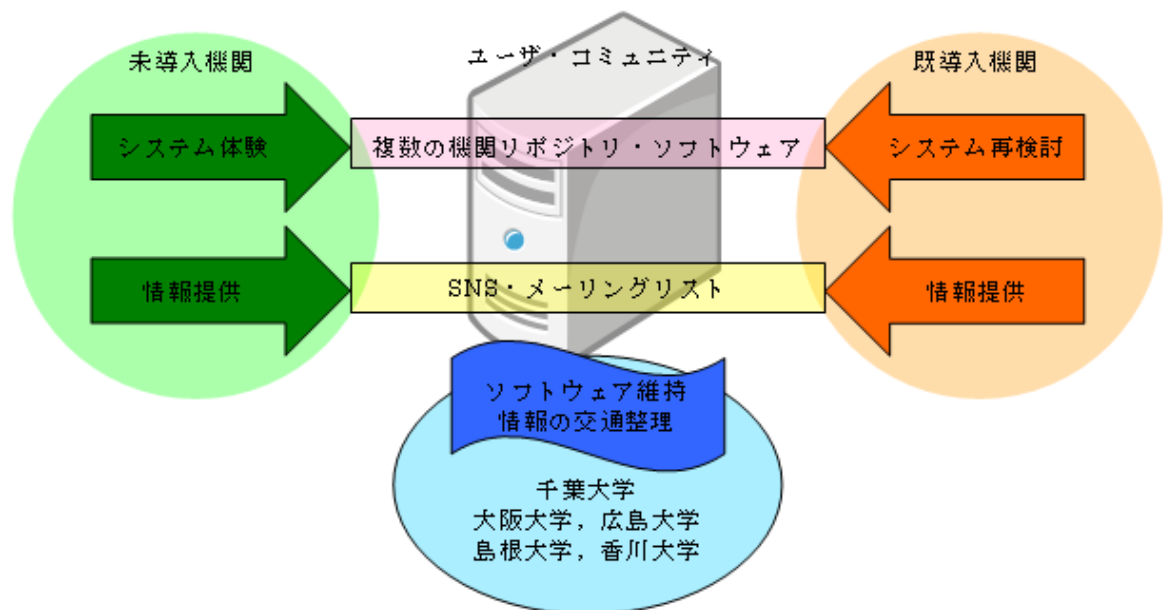 ユーザ・コミュニティ
未導入機関
既導入機関
システム体験
複数の機関リポジトリ・ソフトウェア
システム再検討
情報提供
SNS・メーリングリスト
情報提供
ソフトウェア維持
情報の交通整理
千葉大学
大阪大学，広島大学
島根大学，香川大学